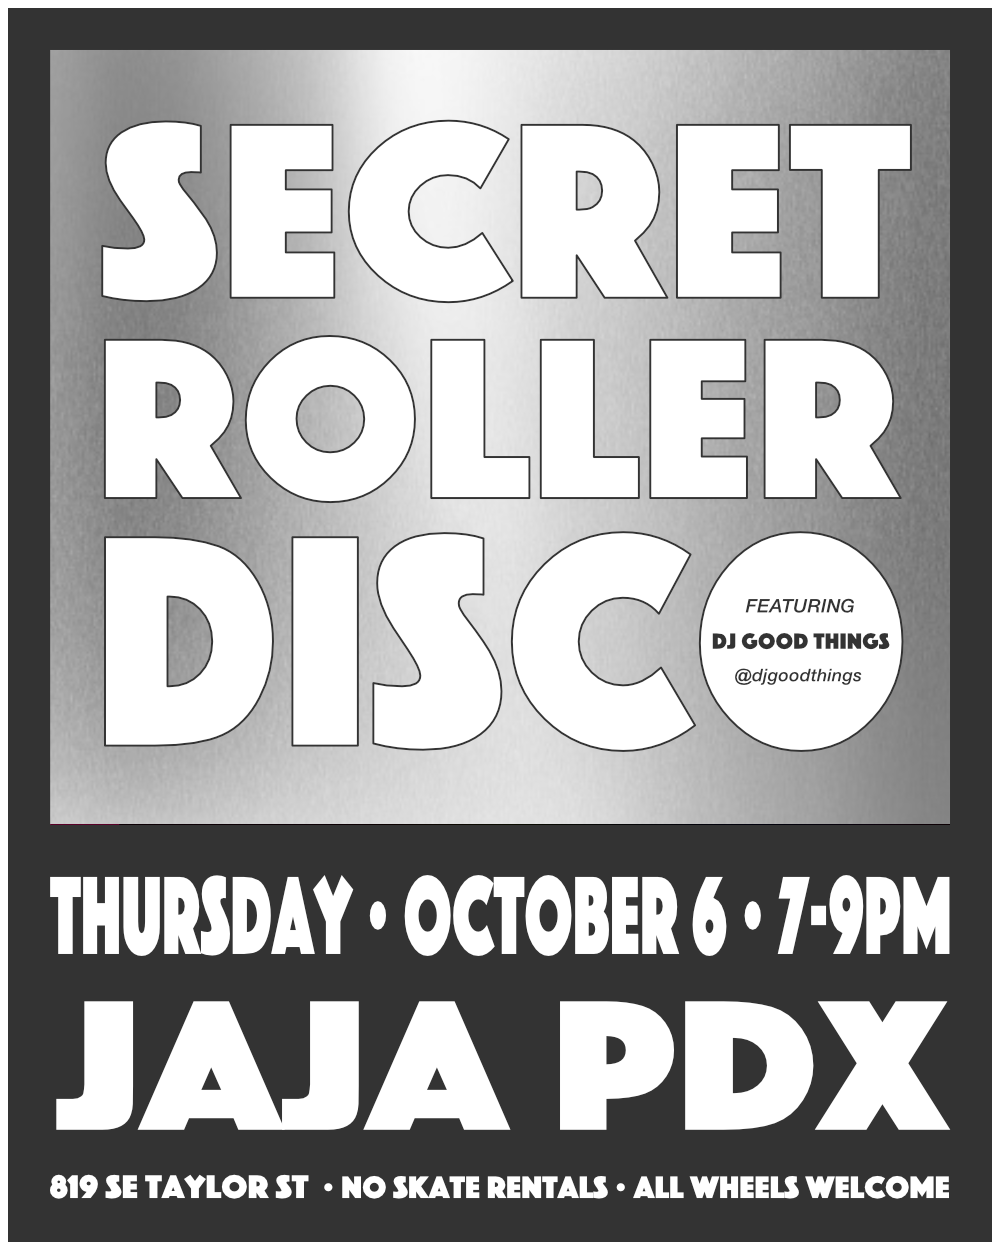 SECRET
ROLLER
DISCO
FEATURING
DJ GOOD THINGS
@djgoodthings
THURSDAY • OCTOBER 6 • 7-9PM
JAJA PDX
819 SE TAYLOR ST • NO SKATE RENTALS • ALL WHEELS WELCOME